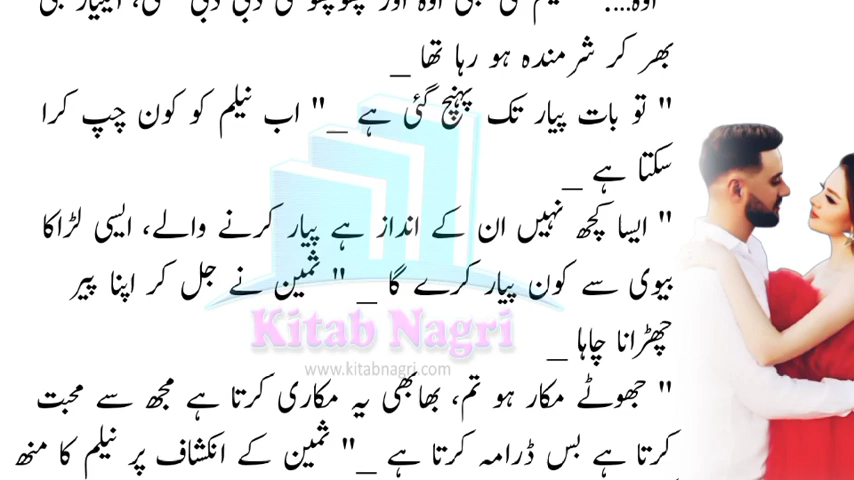 بھر کر شرمندہ ہو رہا تھا _
" تو بات پیار تک پہنچ گئی ہے _" اب نیلم کو کون چپ کرا
سکتا ہے _
" ایسا کچھ نہیں ان کے انداز ہے پیار کرنے والے، ایسی لڑاکا
بیوی سے کون پیار کرے گا _ " ثمین نے جل کر اپنا پیر
چھڑانا چاہا _
Kitab Nagri
www.kitabnagri.com
" جھوٹے مکار ہو تم، بھابھی یہ مکاری کرتا ہے مجھ سے محبت
کرتا ہے بس ڈرامہ کرتا ہے _" ثمین کے انکشاف پر نیلم کا منھ